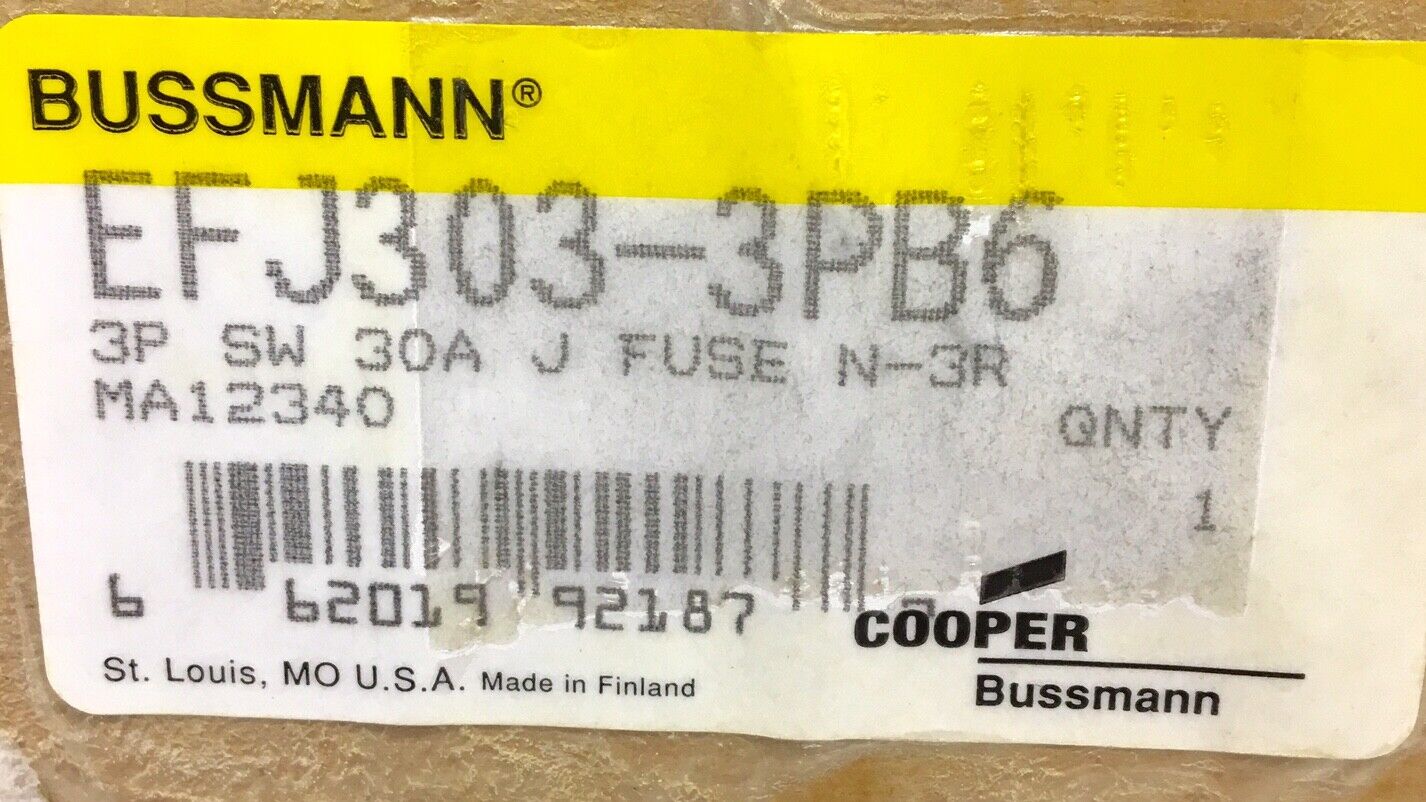 BUSSMANN®
EFJ303-3PB6
3P SW 30A J FUSE N-3R
MA12340
QNTY
1
6 62019 92187
COOPER
Bussmann
St. Louis, MO U.S.A. Made in Finland